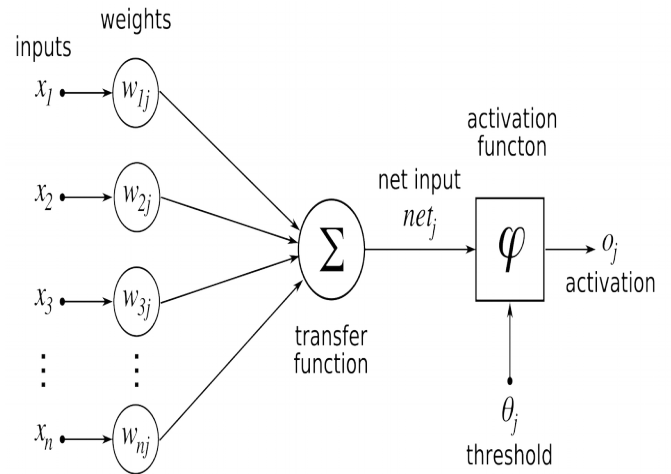 weights
inputs
x₁ w₁ⱼ
activation
functon
net input
x₂ w₂ⱼ
netⱼ
Σ φ oⱼ
activation
x₃ w₃ⱼ
transfer
function
⋮ ⋮
θⱼ
xₙ wₙⱼ
threshold